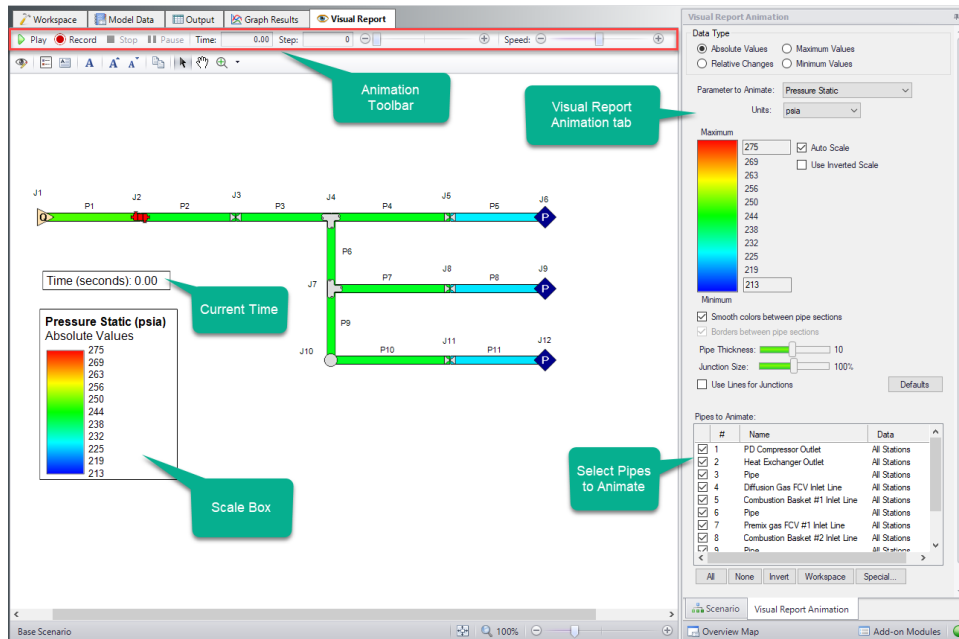 Workspace Model Data Output Graph Results Visual Report
Play Record Stop Pause Time: 0.00 Step: 0 Speed:
A A A
Animation
Toolbar
J1 P1 J2 P2 J3 P3 J4 P4 J5 P5 J6
Q P
P6
J7 P7 J8 P8 J9
P
P9
J10 P10 J11 P11 J12
P
Time (seconds): 0.00
Current Time
Pressure Static (psia)
Absolute Values
275
269
263
256
250
244
238
232
225
219
213
Scale Box
Base Scenario 100%
Visual Report Animation
Data Type
Absolute Values Maximum Values
Relative Changes Minimum Values
Parameter to Animate: Pressure Static
Units: psia
Visual Report
Animation tab
Maximum
275 Auto Scale
269
263 Use Inverted Scale
256
250
244
238
232
225
219
213
Minimum
Smooth colors between pipe sections
Borders between pipe sections
Pipe Thickness: 10
Junction Size: 100%
Use Lines for Junctions Defaults
Pipes to Animate:
# Name Data
1 PD Compressor Outlet All Stations
2 Heat Exchanger Outlet All Stations
3 Pipe All Stations
4 Diffusion Gas FCV Inlet Line All Stations
5 Combustion Basket #1 Inlet Line All Stations
6 Pipe All Stations
7 Premix gas FCV #1 Inlet Line All Stations
8 Combustion Basket #2 Inlet Line All Stations
9 Pipe All Stations
Select Pipes
to Animate
All None Invert Workspace Special...
Scenario Visual Report Animation
Overview Map Add-on Modules